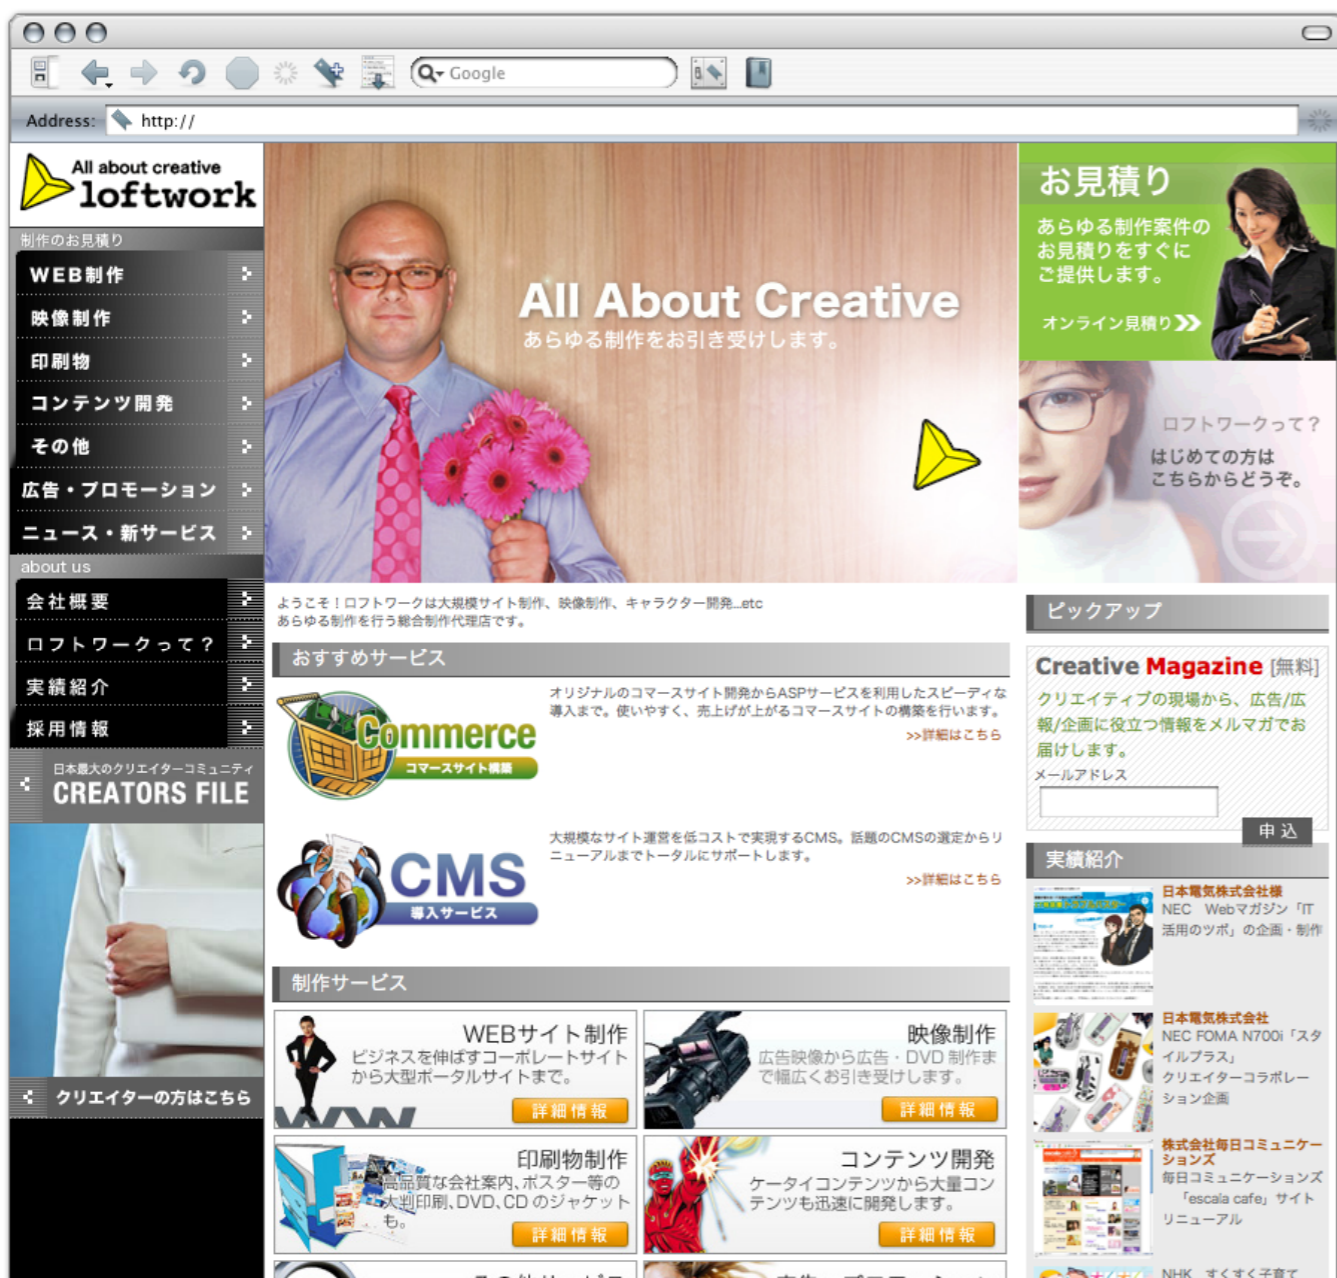 Google
Address:
http://
All about creative
loftwork
制作のお見積り
WEB制作
映像制作
印刷物
コンテンツ開発
その他
広告・プロモーション
ニュース・新サービス
about us
会社概要
ロフトワークって？
実績紹介
採用情報
日本最大のクリエイターコミュニティ
CREATORS FILE
クリエイターの方はこちら
All About Creative
あらゆる制作をお引き受けします。
お見積り
あらゆる制作案件の
お見積りをすぐに
ご提供します。
オンライン見積り
ロフトワークって？
はじめての方は
こちらからどうぞ。
ようこそ！ロフトワークは大規模サイト制作、映像制作、キャラクター開発...etc
あらゆる制作を行う総合制作代理店です。
おすすめサービス
Commerce
コマースサイト構築
オリジナルのコマースサイト開発からASPサービスを利用したスピーディな
導入まで。使いやすく、売上げが上がるコマースサイトの構築を行います。
>>詳細はこちら
CMS
導入サービス
大規模なサイト運営を低コストで実現するCMS。話題のCMSの選定からリ
ニューアルまでトータルにサポートします。
>>詳細はこちら
制作サービス
WEBサイト制作
ビジネスを伸ばすコーポレートサイト
から大型ポータルサイトまで。
詳細情報
映像制作
広告映像から広告・DVD 制作ま
で幅広くお引き受けします。
詳細情報
印刷物制作
高品質な会社案内、ポスター等の
大判印刷、DVD、CD のジャケット
も。
詳細情報
コンテンツ開発
ケータイコンテンツから大量コン
テンツも迅速に開発します。
詳細情報
ピックアップ
Creative Magazine [無料]
クリエイティブの現場から、広告/広
報/企画に役立つ情報をメルマガでお
届けします。
メールアドレス
申込
実績紹介
日本電気株式会社様
NEC　Webマガジン「IT
活用のツボ」の企画・制作
日本電気株式会社
NEC FOMA N700i「スタ
イルプラス」
クリエイターコラボレー
ション企画
株式会社毎日コミュニケー
ションズ
毎日コミュニケーションズ
「escala cafe」サイト
リニューアル
NHK　すくすく子育て